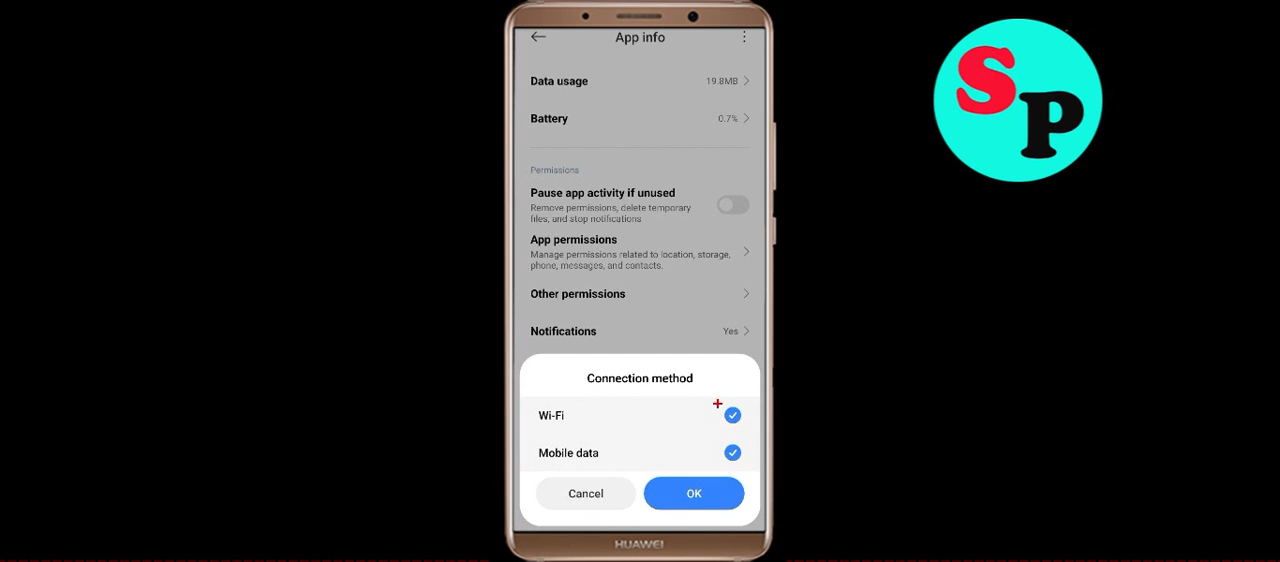 App info
Data usage 19.8MB
Battery 0.7%
Permissions
Pause app activity if unused
Remove permissions, delete temporary
files, and stop notifications
App permissions
Manage permissions related to location, storage,
phone, messages, and contacts.
Other permissions
Notifications Yes
Connection method
Wi-Fi
Mobile data
Cancel OK
HUAWEI
SP